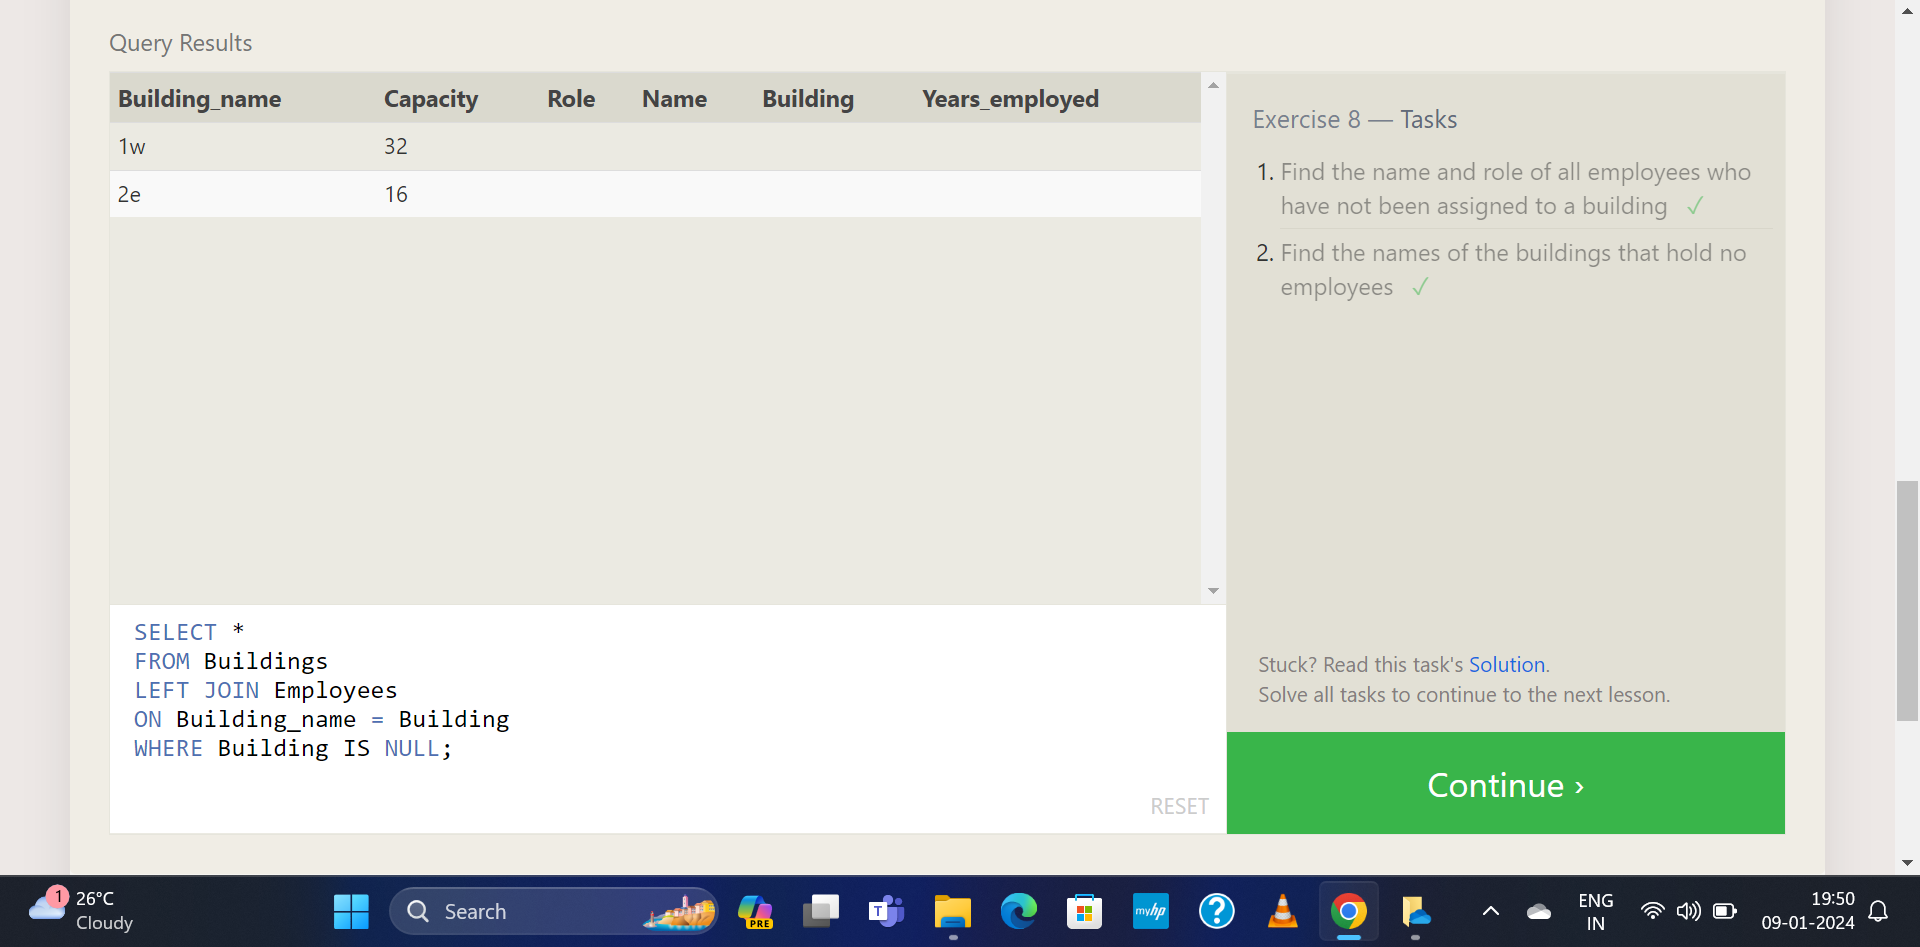 Query Results
Building_name Capacity Role Name Building Years_employed
1w 32
2e 16
Exercise 8 — Tasks
1. Find the name and role of all employees who
have not been assigned to a building ✓
2. Find the names of the buildings that hold no
employees ✓
Stuck? Read this task's Solution.
Solve all tasks to continue to the next lesson.
Continue ›
SELECT *
FROM Buildings
LEFT JOIN Employees
ON Building_name = Building
WHERE Building IS NULL;
RESET
1
26°C
Cloudy
Search
PRE
T
myhp
?
ENG
IN
19:50
09-01-2024